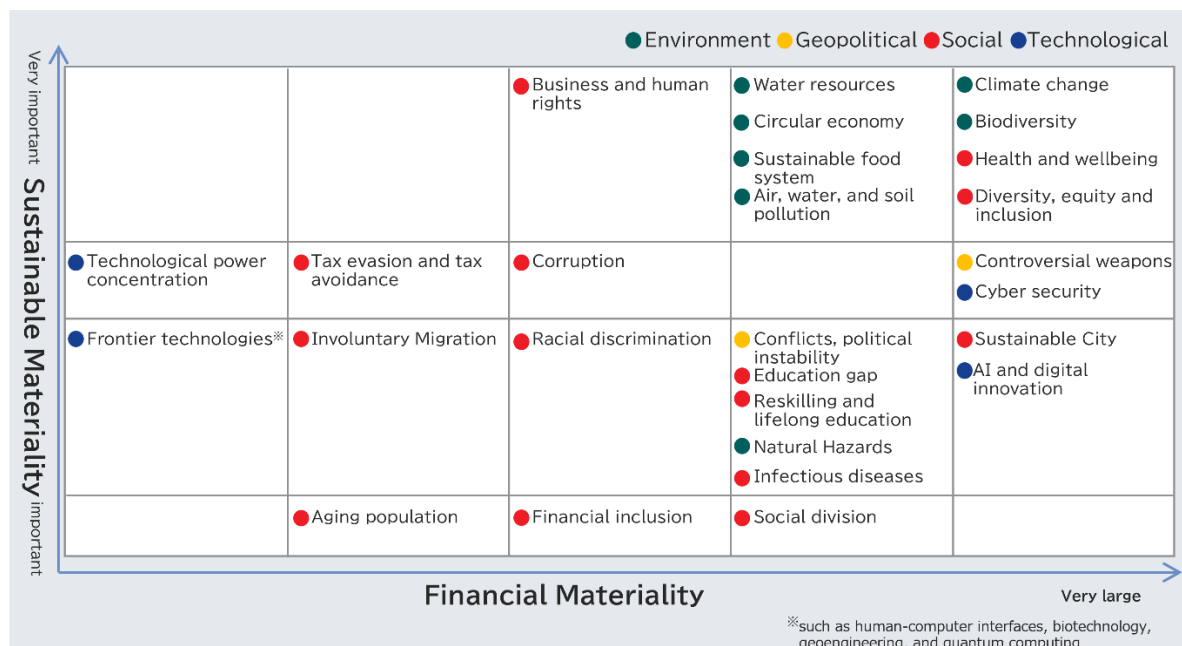 Environment Geopolitical Social Technological
Very important
Sustainable Materiality
important
Business and human
rights
Water resources
Circular economy
Sustainable food
system
Air, water, and soil
pollution
Climate change
Biodiversity
Health and wellbeing
Diversity, equity and
inclusion
Technological power
concentration
Tax evasion and tax
avoidance
Corruption
Controversial weapons
Cyber security
Frontier technologies※
Involuntary Migration
Racial discrimination
Conflicts, political
instability
Education gap
Reskilling and
lifelong education
Natural Hazards
Infectious diseases
Sustainable City
AI and digital
innovation
Aging population
Financial inclusion
Social division
Financial Materiality
Very large
※such as human-computer interfaces, biotechnology,
geoengineering, and quantum computing